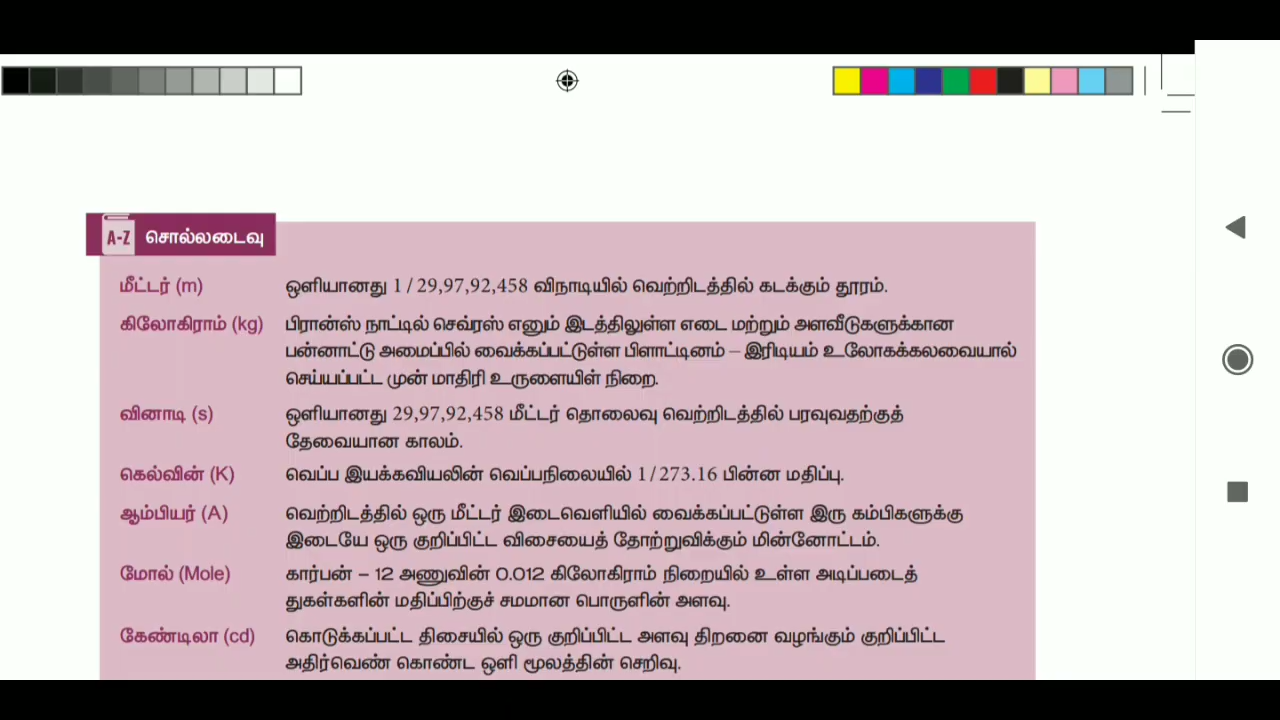 A-Z சொல்லடைவு
மீட்டர் (m) ஒளியானது 1 / 29,97,92,458 விநாடியில் வெற்றிடத்தில் கடக்கும் தூரம்.
கிலோகிராம் (kg) பிரான்ஸ் நாட்டில் செவ்ரஸ் எனும் இடத்திலுள்ள எடை மற்றும் அளவீடுகளுக்கான
பன்னாட்டு அமைப்பில் வைக்கப்பட்டுள்ள பிளாட்டினம் – இரிடியம் உலோகக்கலவையால்
செய்யப்பட்ட முன் மாதிரி உருளையிள் நிறை.
வினாடி (s) ஒளியானது 29,97,92,458 மீட்டர் தொலைவு வெற்றிடத்தில் பரவுவதற்குத்
தேவையான காலம்.
கெல்வின் (K) வெப்ப இயக்கவியலின் வெப்பநிலையில் 1 / 273.16 பின்ன மதிப்பு.
ஆம்பியர் (A) வெற்றிடத்தில் ஒரு மீட்டர் இடைவெளியில் வைக்கப்பட்டுள்ள இரு கம்பிகளுக்கு
இடையே ஒரு குறிப்பிட்ட விசையைத் தோற்றுவிக்கும் மின்னோட்டம்.
மோல் (Mole) கார்பன் – 12 அணுவின் 0.012 கிலோகிராம் நிறையில் உள்ள அடிப்படைத்
துகள்களின் மதிப்பிற்குச் சமமான பொருளின் அளவு.
கேண்டிலா (cd) கொடுக்கப்பட்ட திசையில் ஒரு குறிப்பிட்ட அளவு திறனை வழங்கும் குறிப்பிட்ட
அதிர்வெண் கொண்ட ஒளி மூலத்தின் செறிவு.